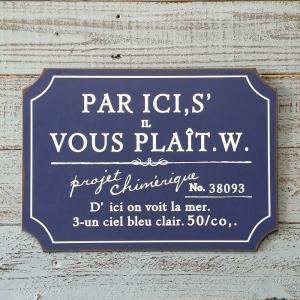 PAR ICI,S'
IL
VOUS PLAÎT.W.
projet chimérique No. 38093
D' ici on voit la mer.
3-un ciel bleu clair. 50/co,.